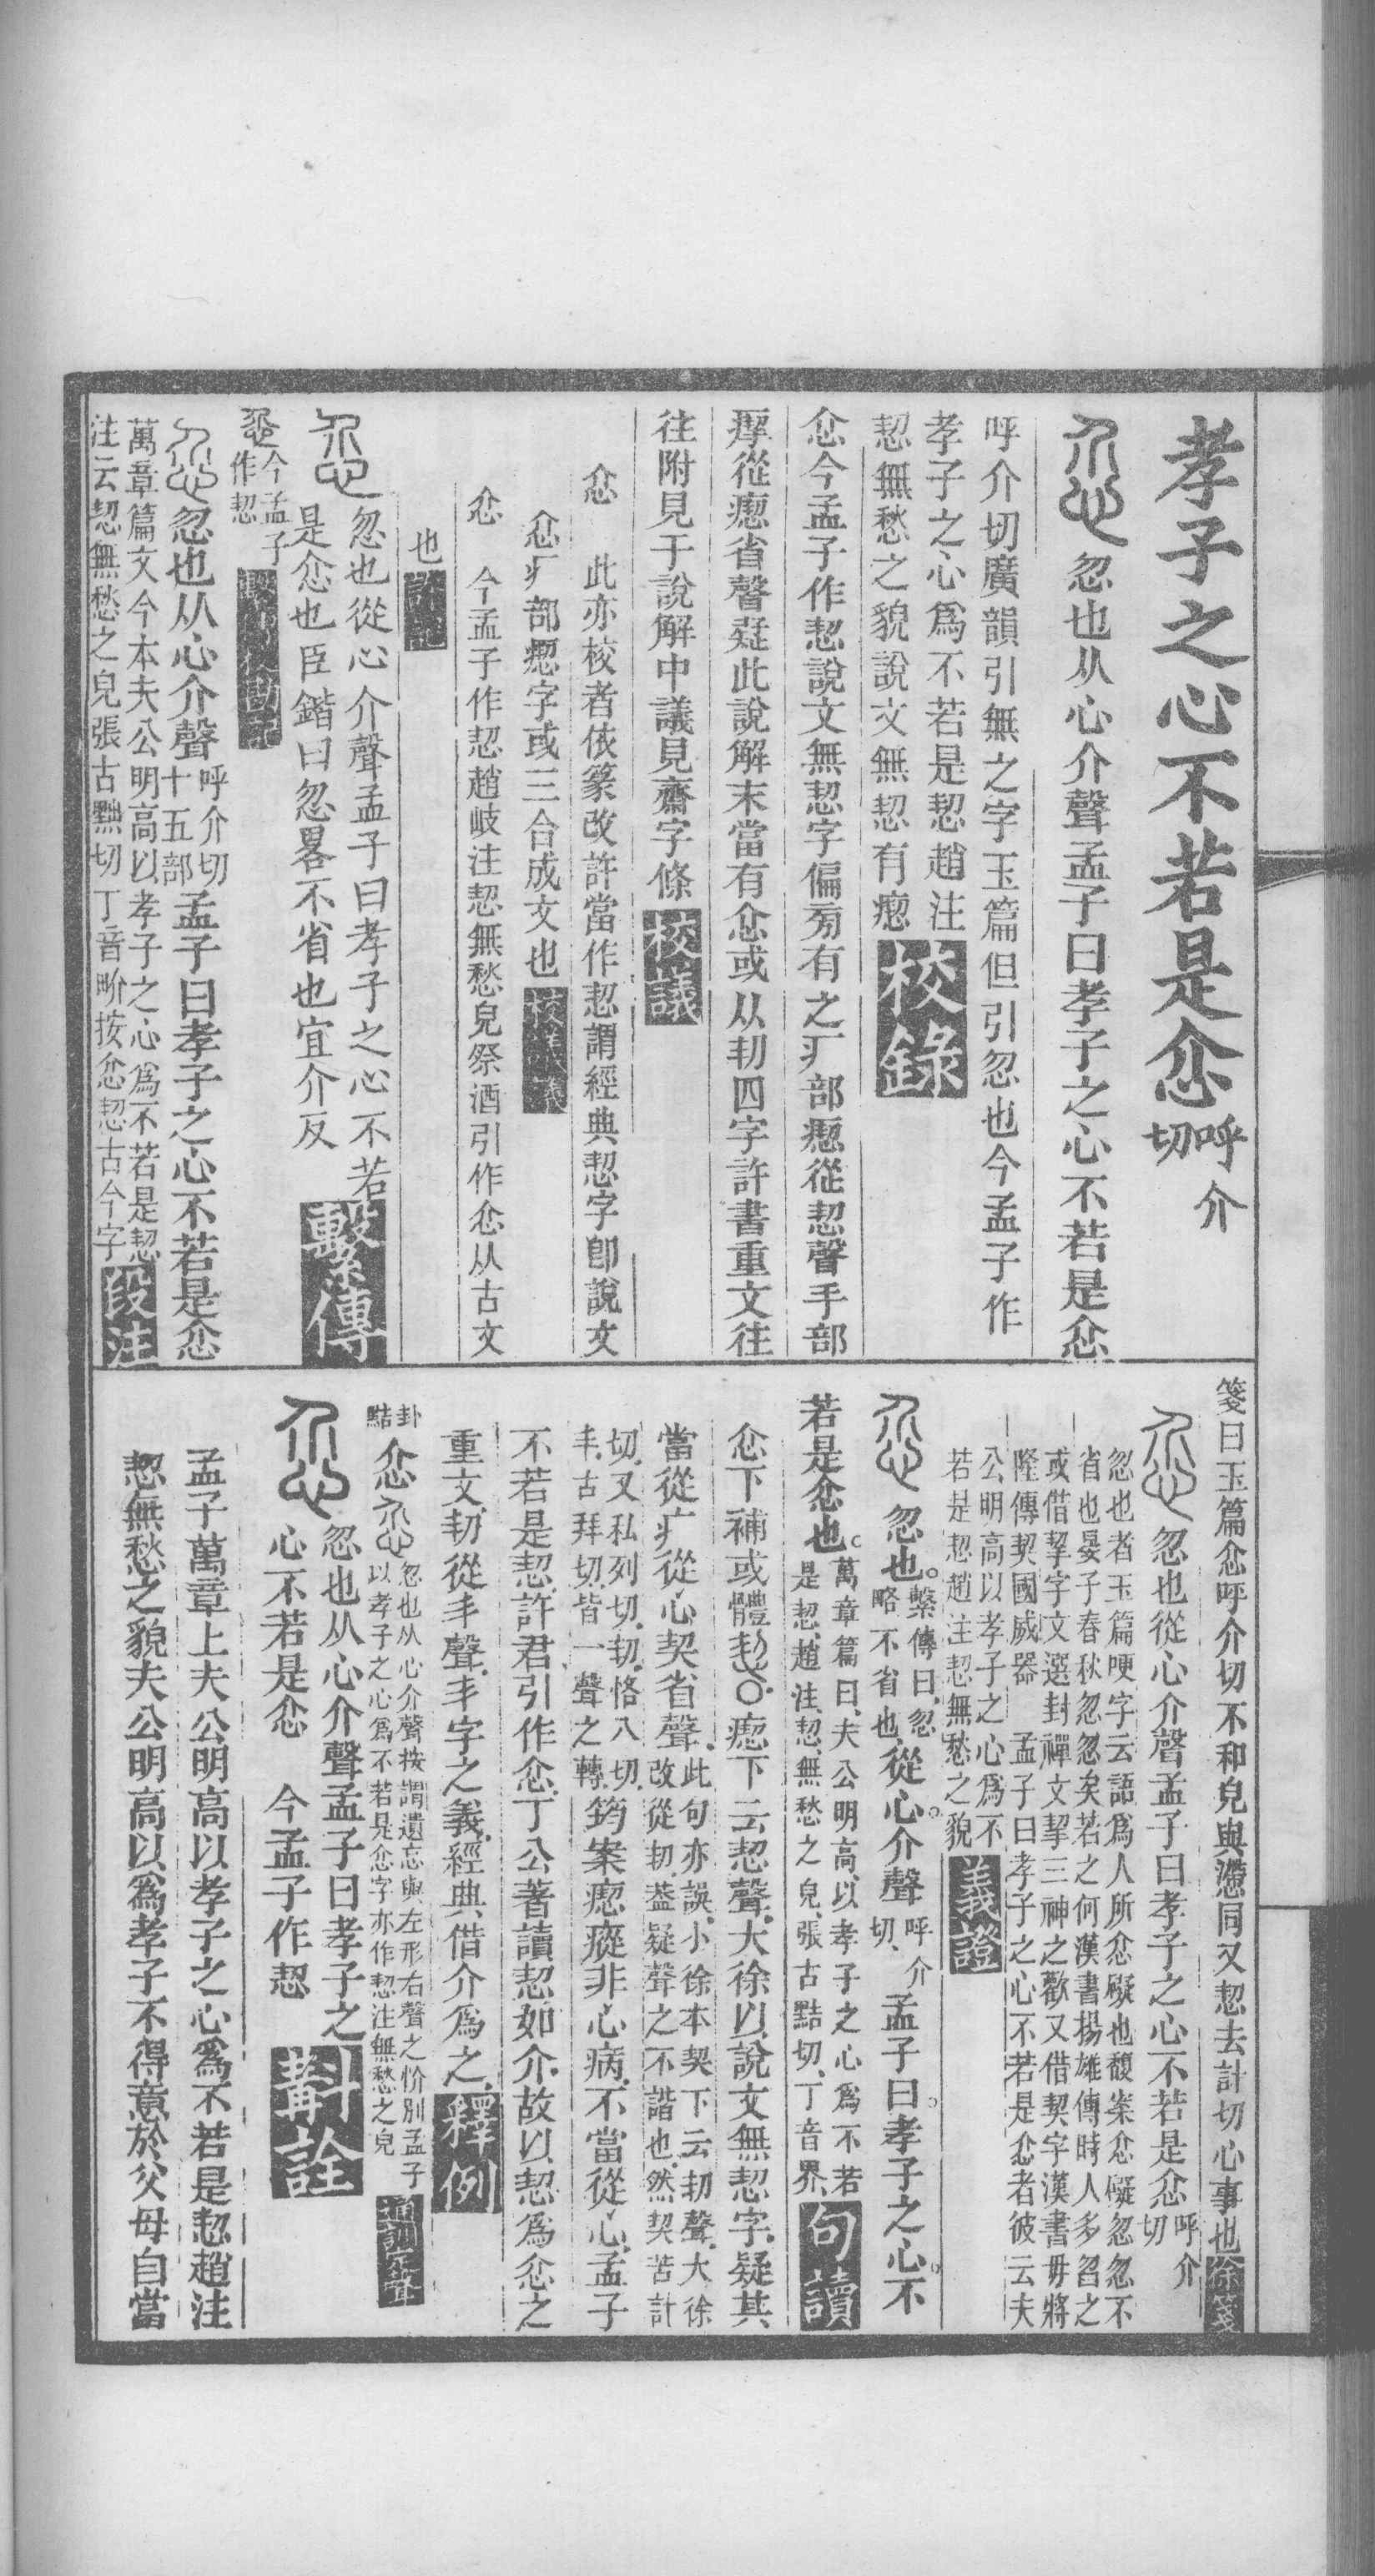 孝子之心不若是忿呼介切
忽也从心介聲孟子曰孝子之心不若是忿
呼介切廣韻引無之字玉篇但引忽也今孟子作
孝子之心爲不若是恝趙注
恝無愁之貌說文無恝有瘛校錄
忿今孟子作恝說文無恝字偏旁有之疒部瘛從恝聲手部
瘈從瘛省聲疑此說解末當有忿或从㓞四字許書重文往
往附見于說解中議見齋字條校議
忿　此亦校者依篆改許當作恝謂經典恝字卽說文
忿疒部瘛字或三合成文也校議議
忿　今孟子作恝趙岐注恝無愁皃祭酒引作忿从古文
也許記
忽也從心介聲孟子曰孝子之心不若
是忿也臣鍇曰忽畧不省也宜介反繫傳
忿今孟子作恝繫傳校勘記
忽也从心介聲呼介切十五部孟子曰孝子之心不若是忿
萬章篇文今本夫公明高以孝子之心爲不若是恝
注云恝無愁之皃張古黠切丁音畍按忿恝古今字段注
箋曰玉篇忿呼介切不和皃與懘同又恝去計切心事也徐箋
忽也從心介聲孟子曰孝子之心不若是忿呼介切
忽也者玉篇哽字云語爲人所忿礙也馥案忿礙忽忽不
省也晏子春秋忽忽矣若之何漢書揚雄傳時人多曶之
或借挈字文選封禪文挈三神之歡又借契字漢書毋將
隆傳契國威器　孟子曰孝子之心不若是忿者彼云夫
公明高以孝子之心爲不
若是恝趙注恝無愁之貌義證
忽也繫傳曰忽略不省也從心介聲呼介切孟子曰孝子之心不
若是忿也萬章篇曰夫公明高以孝子之心爲不若是恝趙注恝無愁之皃張古黠切丁音界句讀
忿下補或體○瘛下云恝聲大徐以說文無恝字疑其
當從疒從心契省聲此句亦誤小徐本契下云㓞聲大徐改從㓞葢疑聲之不諧也然契苦計
切又私列切㓞恪八切丯古拜切皆一聲之轉筠案瘛瘲非心病不當從心孟子
不若是恝許君引作忿丁公著讀恝如介故以恝爲忿之
重文㓞從丯聲丯字之義經典借介爲之釋例
卦黠忿忽也从心介聲按謂遺忘與左形右聲之忦別孟子以孝子之心爲不若是忿字亦作恝注無愁之皃通訓定聲
忽也从心介聲孟子曰孝子之
心不若是忿　今孟子作恝斠詮
孟子萬章上夫公明高以孝子之心爲不若是恝趙注
恝無愁之貌夫公明高以爲孝子不得意於父母自當